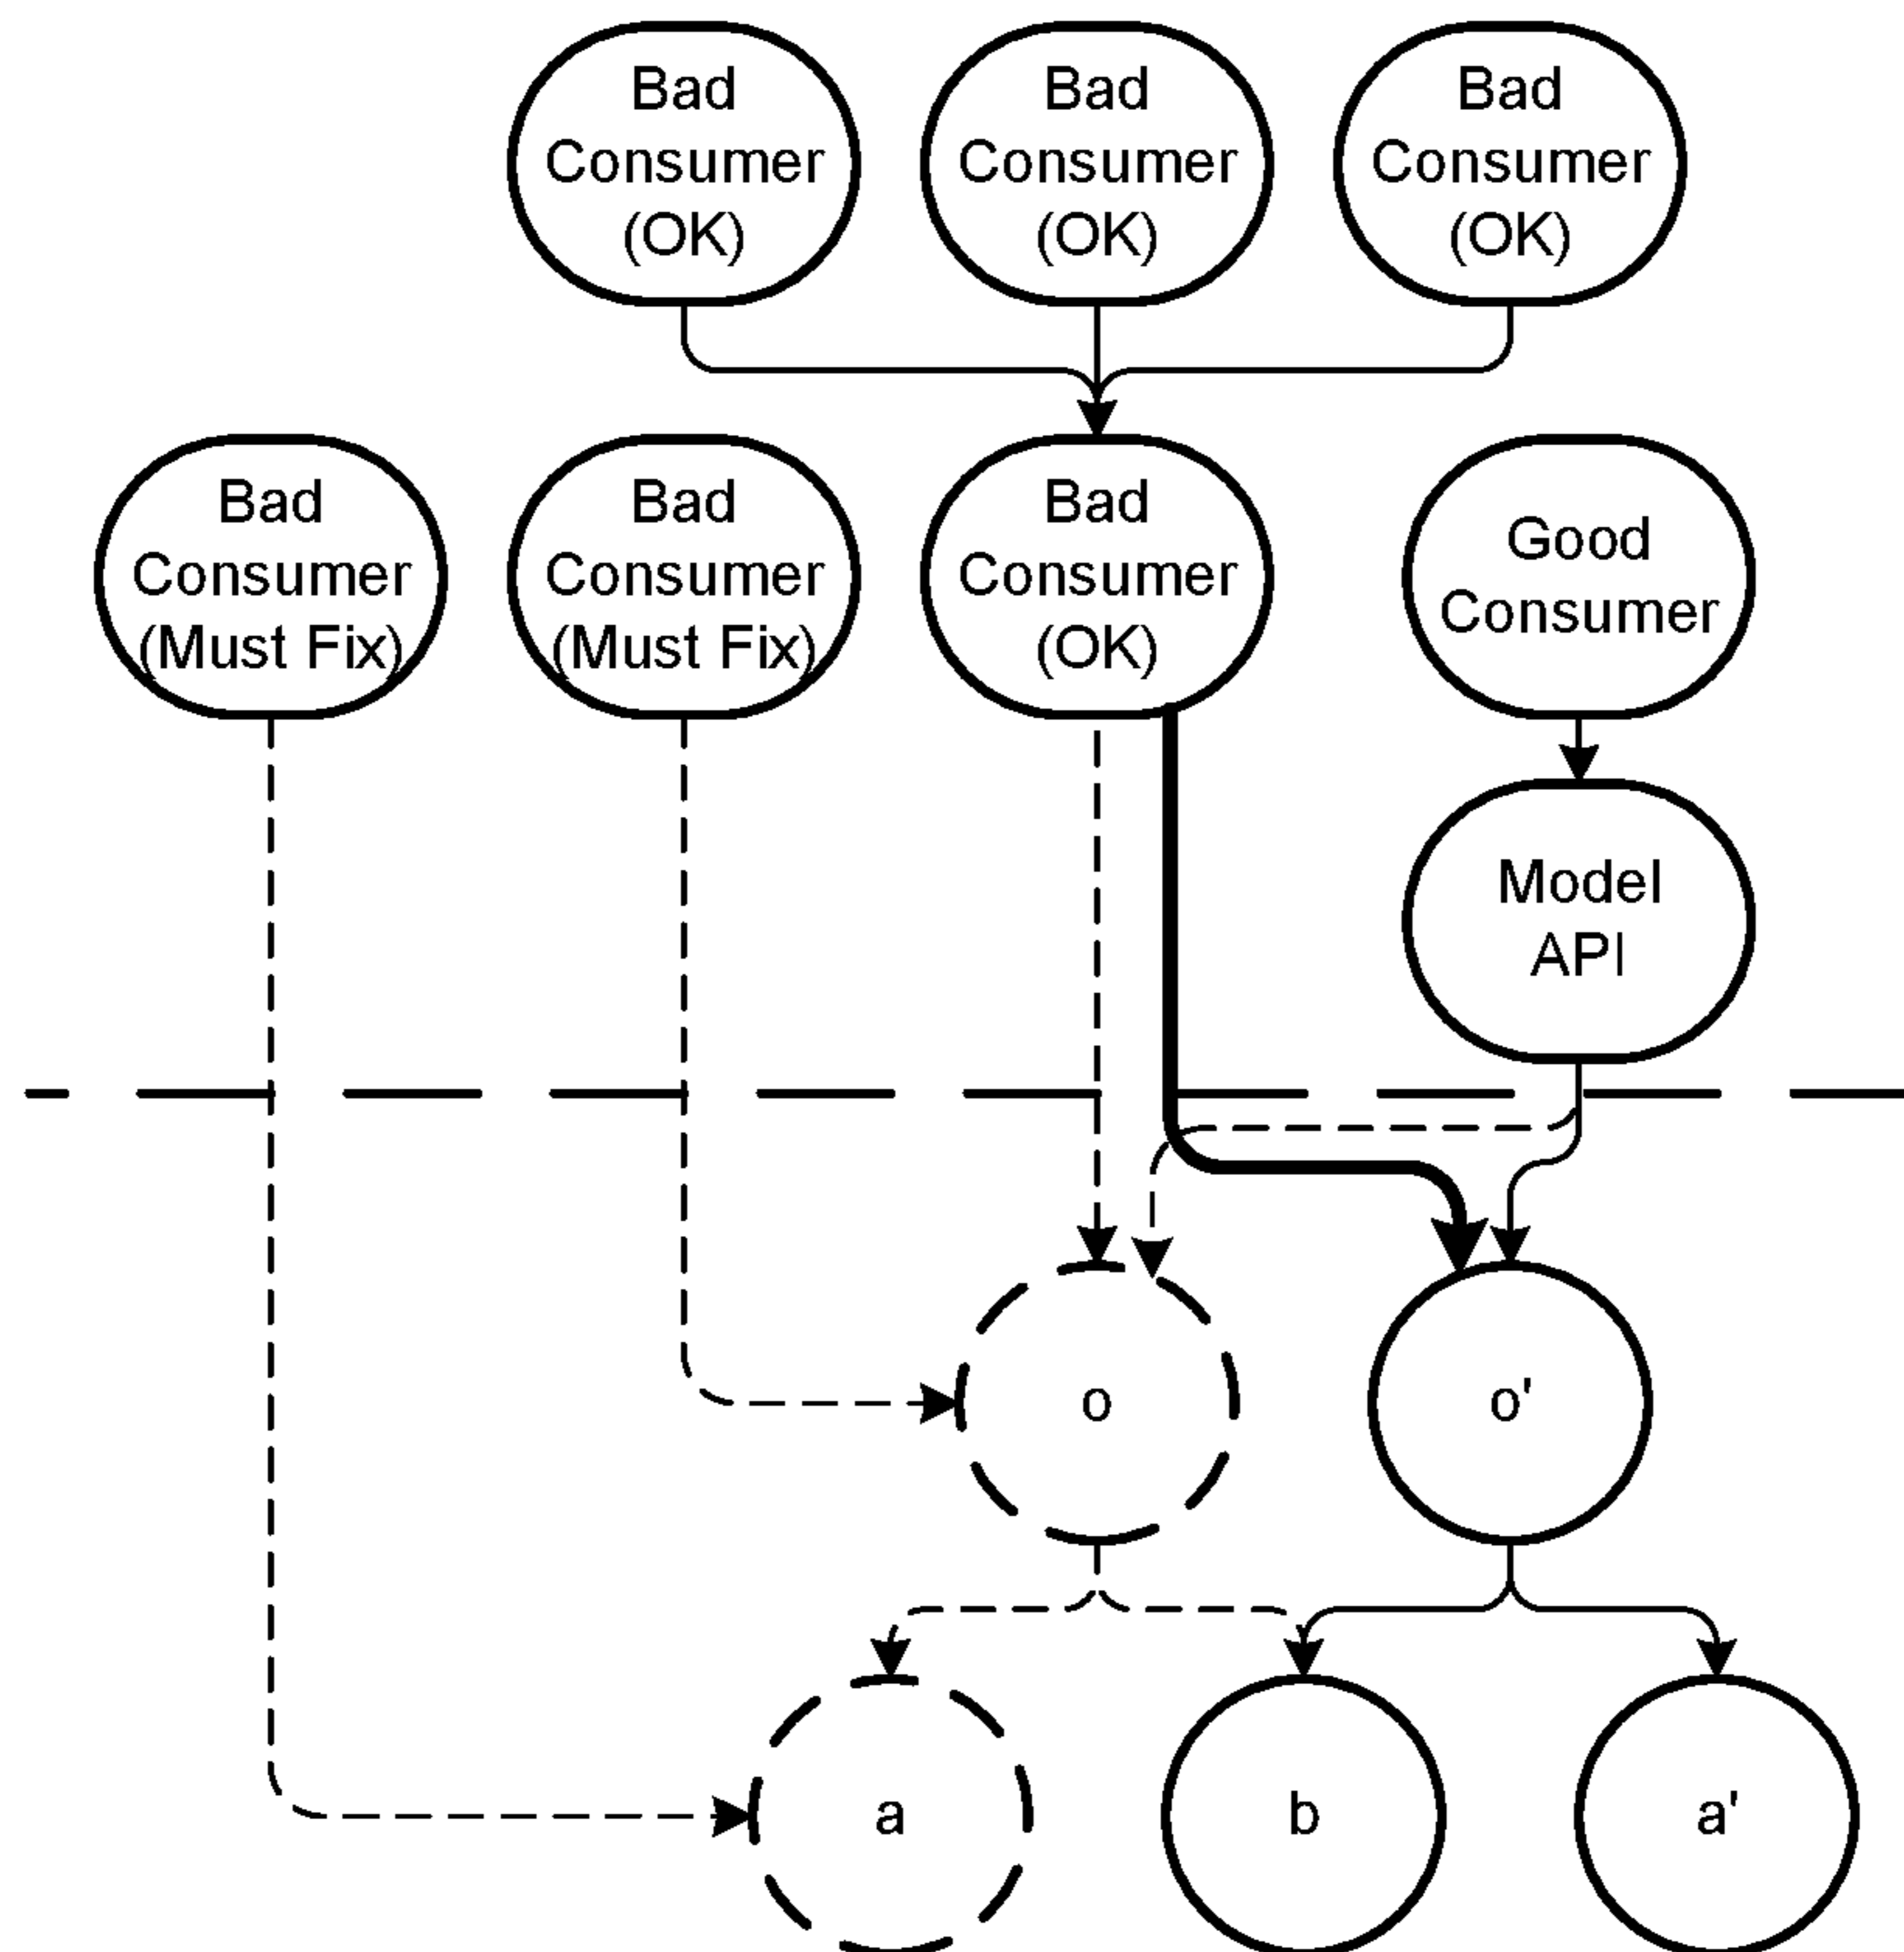 Bad
Consumer
(OK)
Bad
Consumer
(OK)
Bad
Consumer
(OK)
Bad
Consumer
(Must Fix)
Bad
Consumer
(Must Fix)
Bad
Consumer
(OK)
Good
Consumer
Model
API
o
o'
a
b
a'